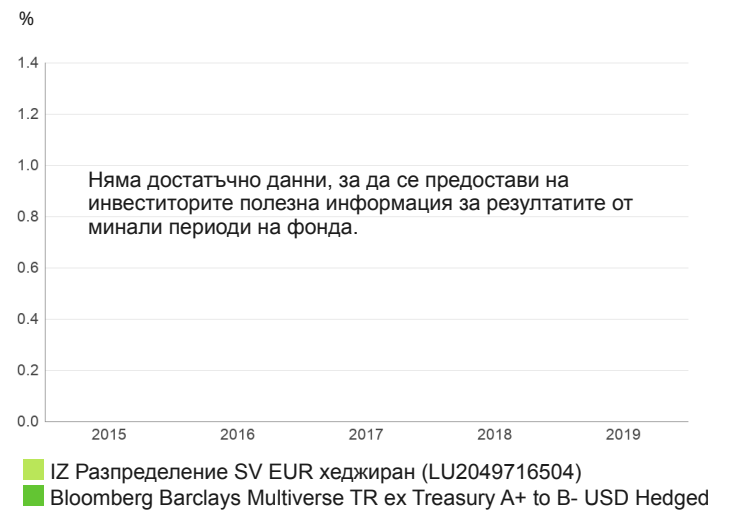 %
1.4
1.2
1.0
Няма достатъчно данни, за да се предостави на
инвеститорите полезна информация за резултатите от
0.8
минали периоди на фонда.
0.6
0.4
0.2
0.0
2015 2016 2017 2018 2019
IZ Разпределение SV EUR хеджиран (LU2049716504)
Bloomberg Barclays Multiverse TR ex Treasury A+ to B- USD Hedged